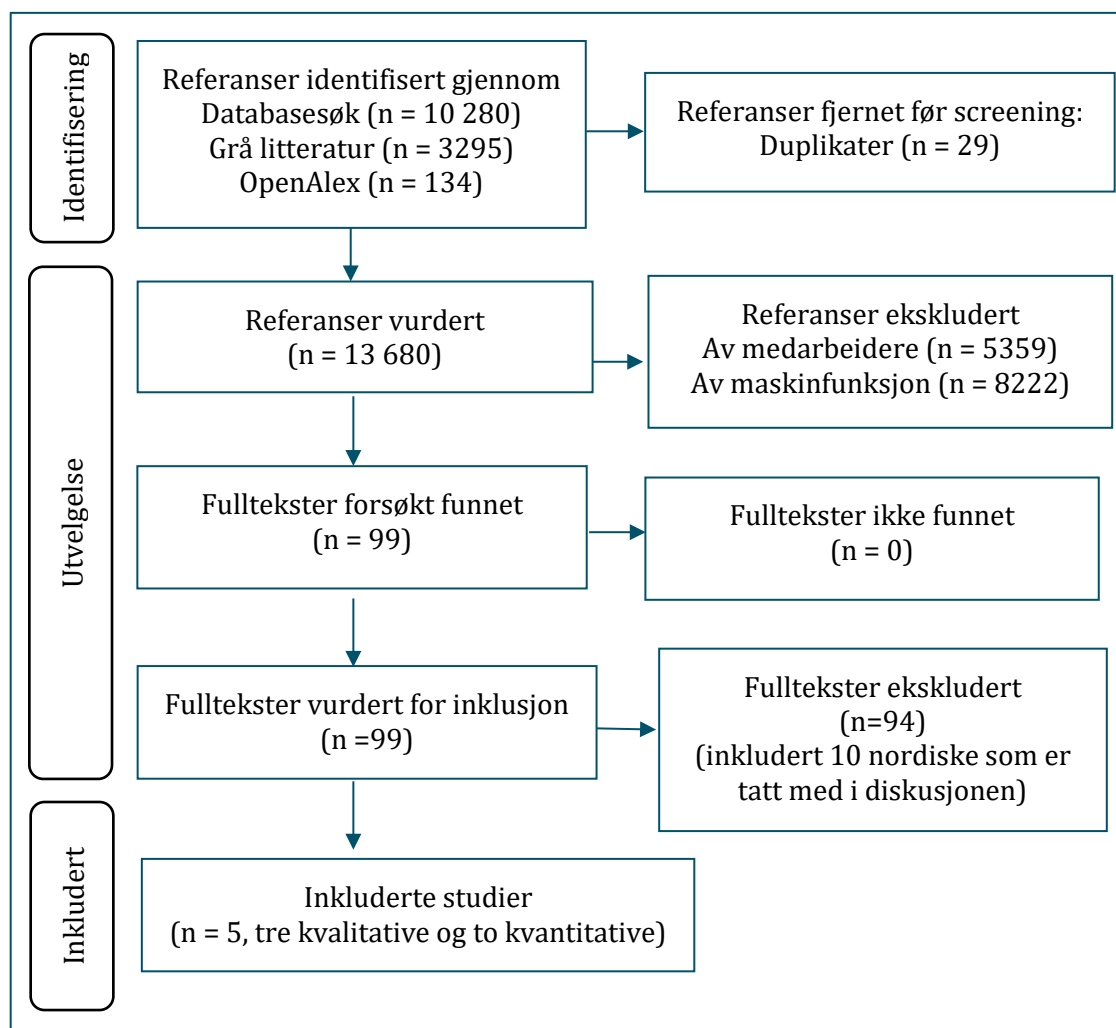 Identifisering
Referanser identifisert gjennom
Databasesøk (n = 10 280)
Grå litteratur (n = 3295)
OpenAlex (n = 134)
Referanser fjernet før screening:
Duplikater (n = 29)
Utvelgelse
Referanser vurdert
(n = 13 680)
Referanser ekskludert
Av medarbeidere (n = 5359)
Av maskinfunksjon (n = 8222)
Fulltekster forsøkt funnet
(n = 99)
Fulltekster ikke funnet
(n = 0)
Fulltekster vurdert for inklusjon
(n =99)
Fulltekster ekskludert
(n=94)
(inkludert 10 nordiske som er
tatt med i diskusjonen)
Inkludert
Inkluderte studier
(n = 5, tre kvalitative og to kvantitative)